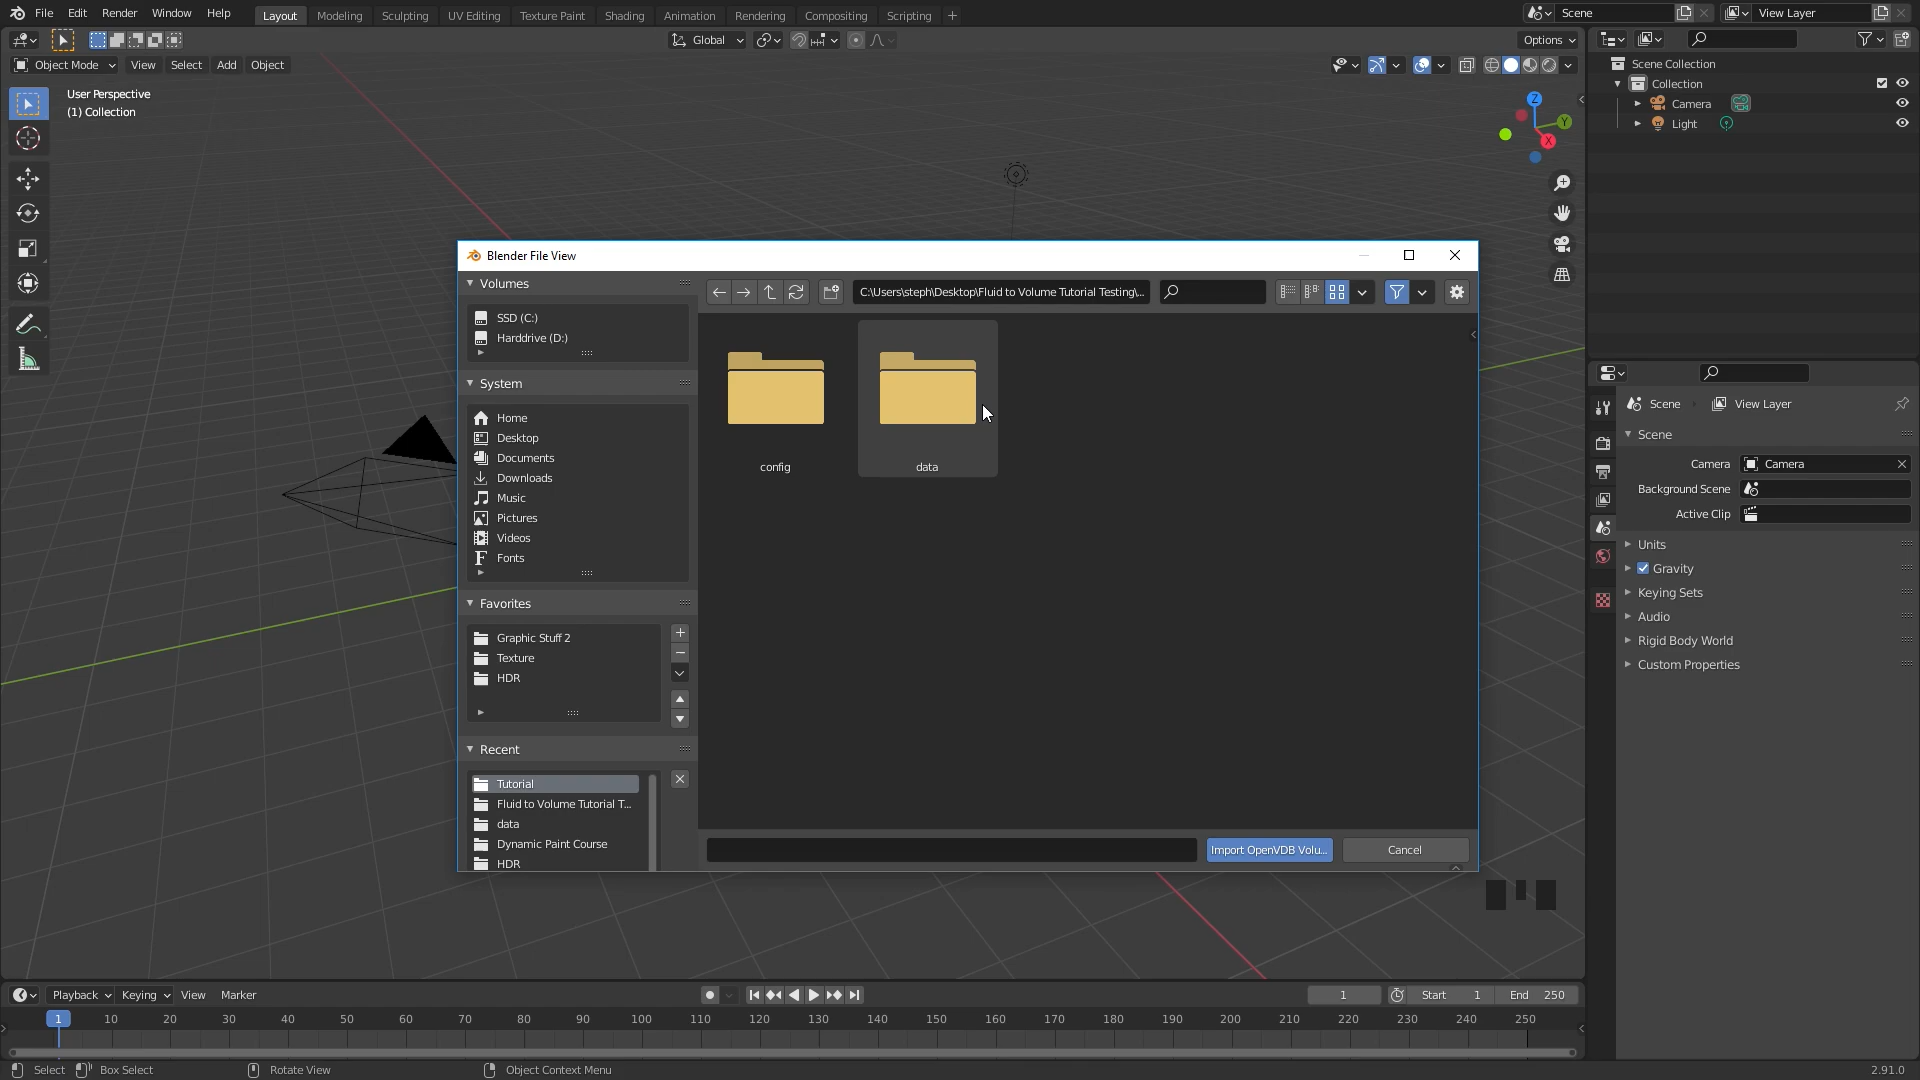 File Edit Render Window Help Layout Modeling Sculpting UV Editing Texture Paint Shading Animation Rendering Compositing Scripting + Scene View Layer
Global Options
Object Mode View Select Add Object
User Perspective
(1) Collection
Z
Y
X
Scene Collection
Collection
Camera
Light
Blender File View
Volumes
C:\Users\steph\Desktop\Fluid to Volume Tutorial Testing\...
SSD (C:)
Harddrive (D:)
System
Home
Desktop
Documents
Downloads
Music
Pictures
Videos
Fonts
Favorites
Graphic Stuff 2
Texture
HDR
Recent
Tutorial
Fluid to Volume Tutorial T...
data
Dynamic Paint Course
HDR
config data
Import OpenVDB Volu... Cancel
Scene View Layer
Scene
Camera Camera
Background Scene
Active Clip
Units
Gravity
Keying Sets
Audio
Rigid Body World
Custom Properties
Playback Keying View Marker 1 Start 1 End 250
1 10 20 30 40 50 60 70 80 90 100 110 120 130 140 150 160 170 180 190 200 210 220 230 240 250
Select Box Select Rotate View Object Context Menu 2.91.0